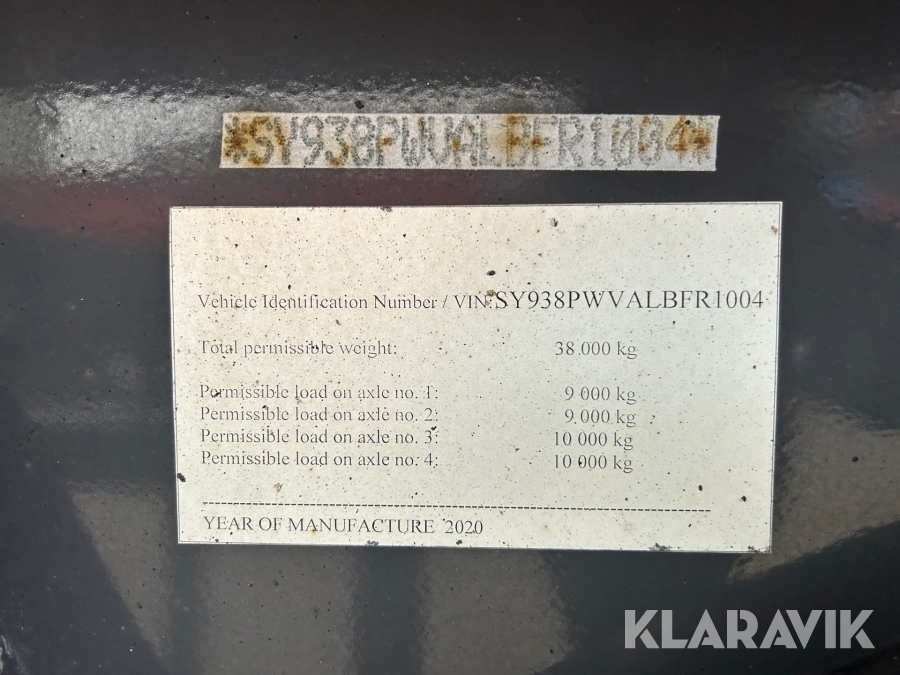 *SY938PWVALBFR1004*
Vehicle Identification Number / VIN:SY938PWVALBFR1004
Total permissible weight: 38.000 kg
Permissible load on axle no. 1: 9 000 kg
Permissible load on axle no. 2: 9.000 kg
Permissible load on axle no. 3: 10 000 kg
Permissible load on axle no. 4: 10 000 kg
YEAR OF MANUFACTURE 2020
KLARAVIK